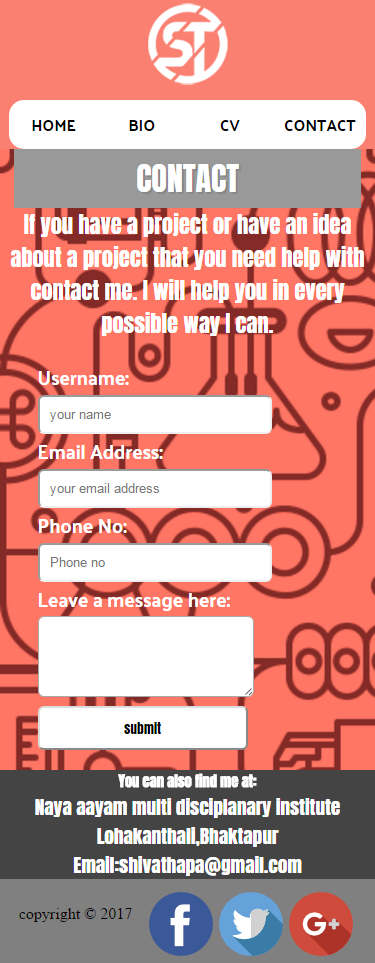 ST
HOME BIO CV CONTACT
CONTACT
If you have a project or have an idea
about a project that you need help with
contact me. I will help you in every
possible way I can.
Username:
your name
Email Address:
your email address
Phone No:
Phone no
Leave a message here:
submit
You can also find me at:
Naya aayam multi disciplanary institute
Lohakanthali,Bhaktapur
Email:shivathapa@gmail.com
copyright © 2017 f G+